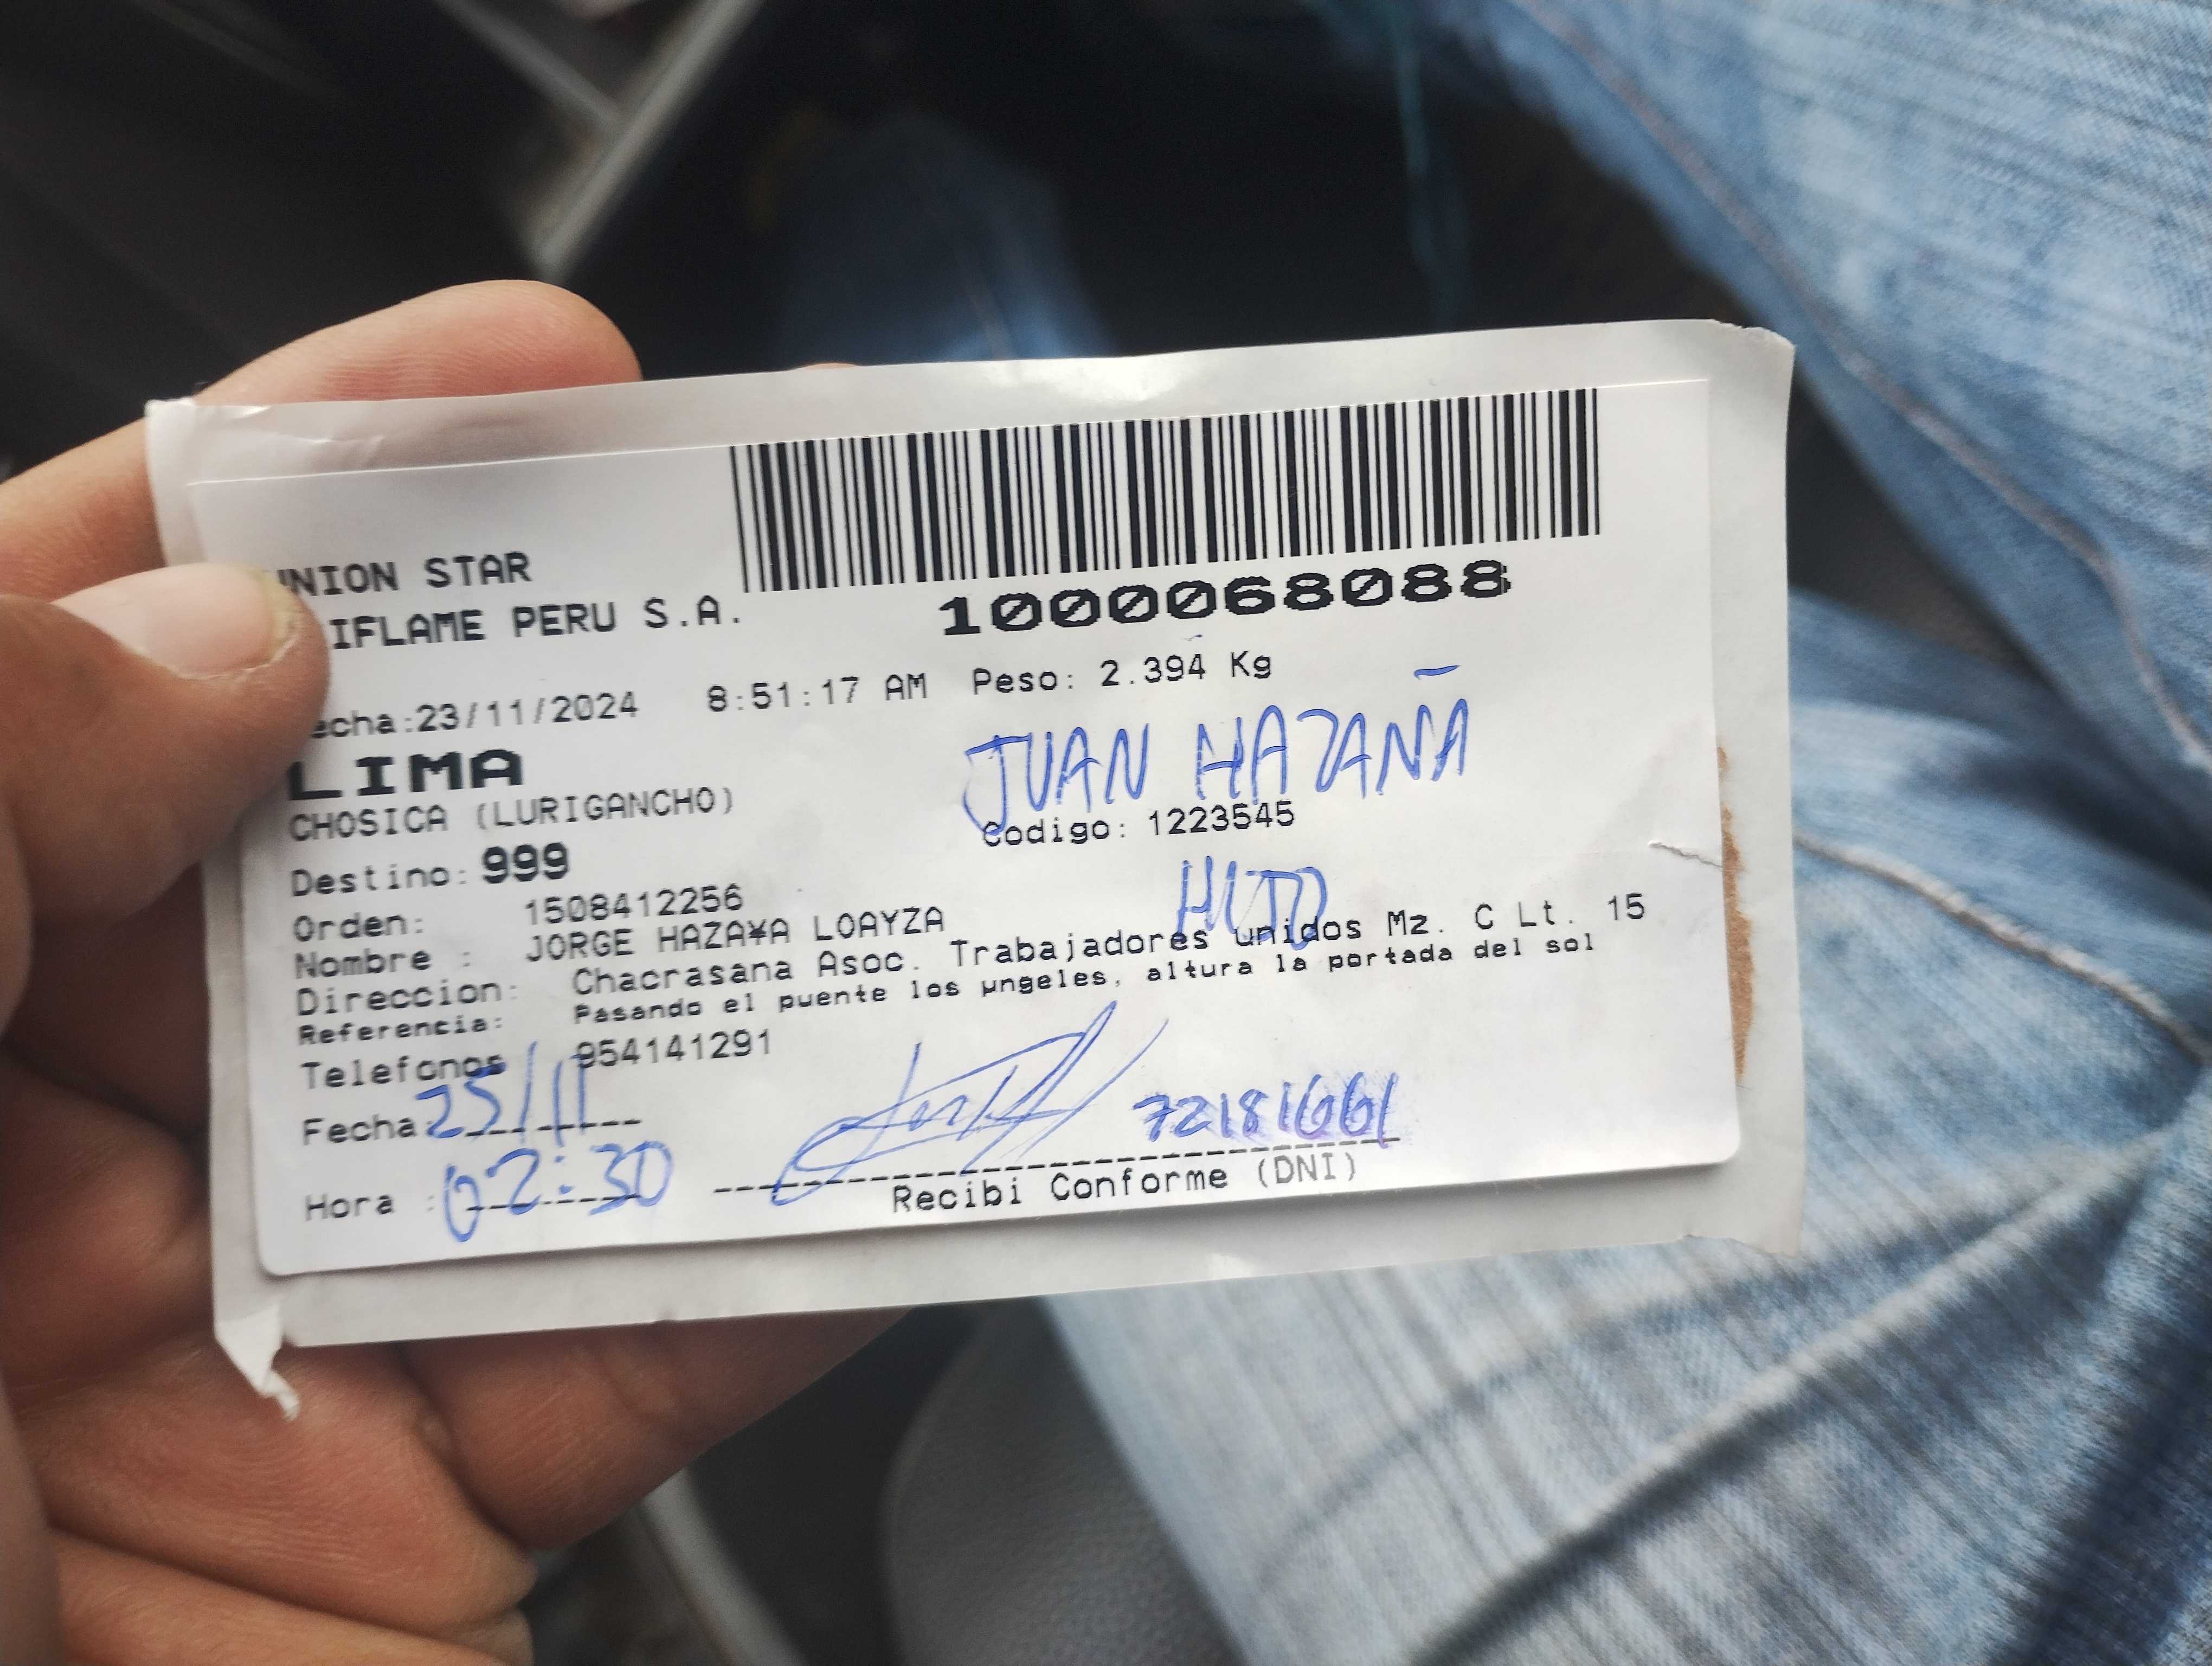 UNION STAR
IFLAME PERU S.A.
1000068088
echa:23/11/2024 8:51:17 AM Peso: 2.394 Kg
LIMA
JUAN HAZAÑA
CHOSICA (LURIGANCHO)
Codigo: 1223545
Destino: 999
HIJO
Orden: 1508412256
Nombre : JORGE HAZA¥A LOAYZA
Direccion: Chacrasana Asoc. Trabajadores unidos Mz. C Lt. 15
Referencia: Pasando el puente los µngeles, altura la portada del sol
Telefonos 954141291
Fecha: 25/11
72181661
Hora : 02:30
Recibi Conforme (DNI)